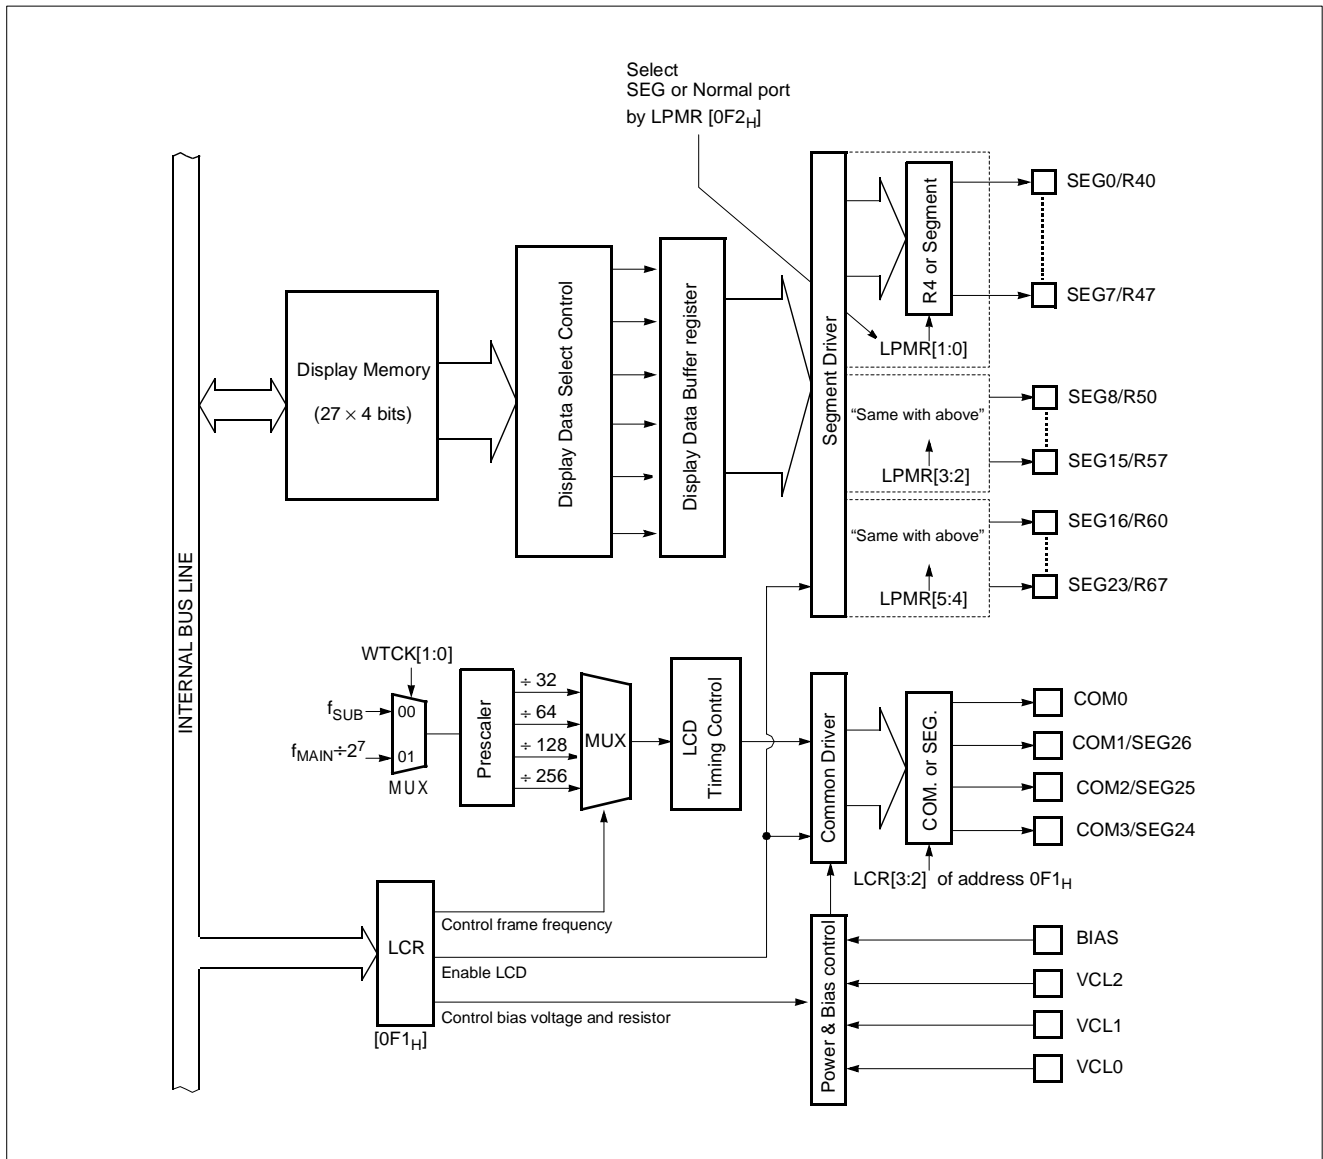 Select
SEG or Normal port
by LPMR [0F2H]
SEG0/R40
R4 or Segment
SEG7/R47
LPMR[1:0]
Display Memory
(27 × 4 bits)
Display Data Select Control
Display Data Buffer register
Segment Driver
SEG8/R50
“Same with above”
SEG15/R57
LPMR[3:2]
SEG16/R60
“Same with above”
SEG23/R67
LPMR[5:4]
INTERNAL BUS LINE
WTCK[1:0]
fSUB
00
fMAIN÷2⁷
01
MUX
Prescaler
÷ 32
÷ 64
÷ 128
÷ 256
MUX
LCD
Timing Control
Common Driver
COM. or SEG.
COM0
COM1/SEG26
COM2/SEG25
COM3/SEG24
LCR[3:2] of address 0F1H
LCR
[0F1H]
Control frame frequency
Enable LCD
Control bias voltage and resistor
Power & Bias control
BIAS
VCL2
VCL1
VCL0